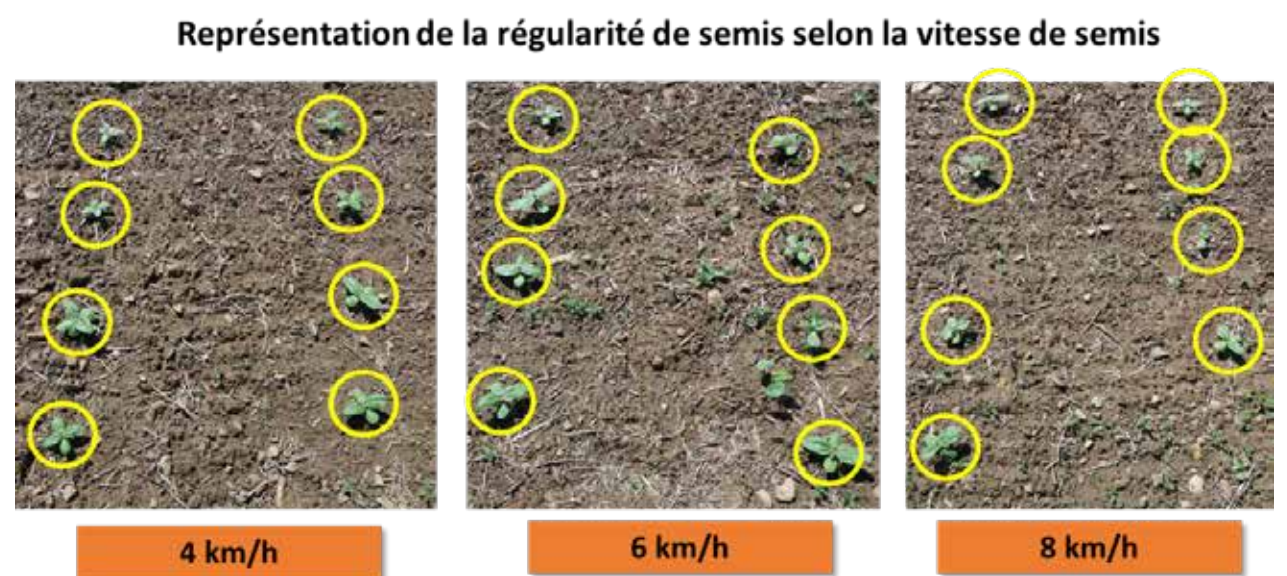 Représentation de la régularité de semis selon la vitesse de semis
4 km/h
6 km/h
8 km/h